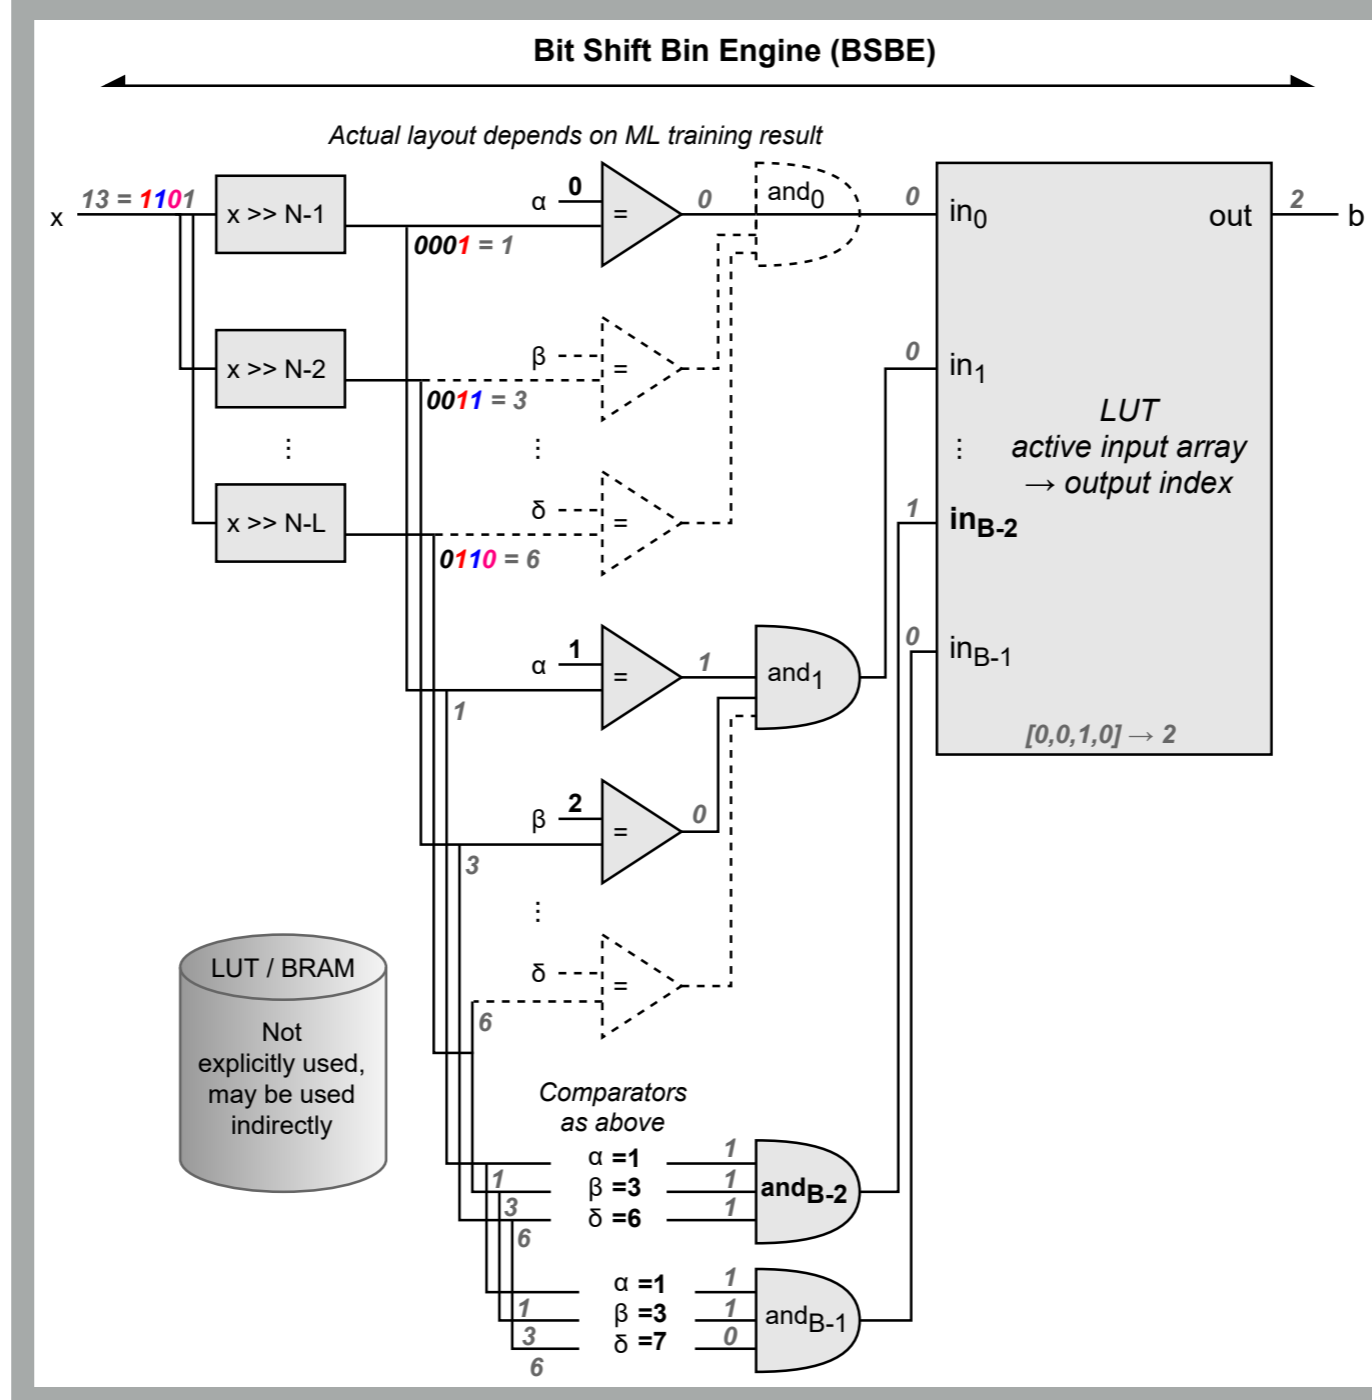 Bit Shift Bin Engine (BSBE)
Actual layout depends on ML training result
x
13 = 1101
x >> N-1
0001 = 1
α
0
=
0
and0
0
in0
out
2
b
x >> N-2
0011 = 3
β
=
0
in1
⋮
⋮
⋮
LUT
active input array
→ output index
x >> N-L
0110 = 6
δ
=
1
inB-2
α
1
=
1
1
and1
0
inB-1
[0,0,1,0] → 2
β
2
=
0
3
⋮
δ
=
6
LUT / BRAM
Not
explicitly used,
may be used
indirectly
Comparators
as above
α =1
1
1
β =3
1
3
δ =6
1
6
andB-2
α =1
1
1
β =3
1
3
δ =7
0
6
andB-1